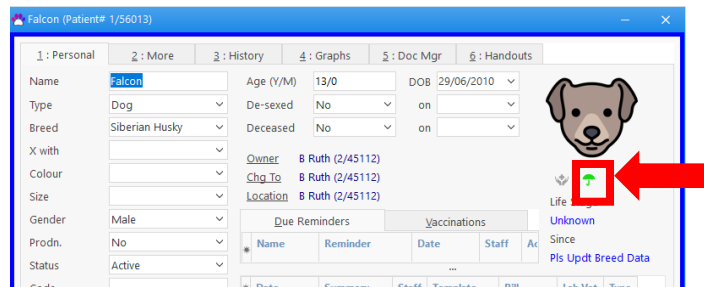 Falcon (Patient# 1/56013)
1 : Personal 2 : More 3 : History 4 : Graphs 5 : Doc Mgr 6 : Handouts
Name Falcon Age (Y/M) 13/0 DOB 29/06/2010
Type Dog De-sexed No on
Breed Siberian Husky Deceased No on
X with
Owner B Ruth (2/45112)
Colour Chg To B Ruth (2/45112)
Size Location B Ruth (2/45112)
Life
Gender Male Due Reminders Vaccinations Unknown
Prodn. No Name Reminder Date Staff Since
Status Active Pls Updt Breed Data
...